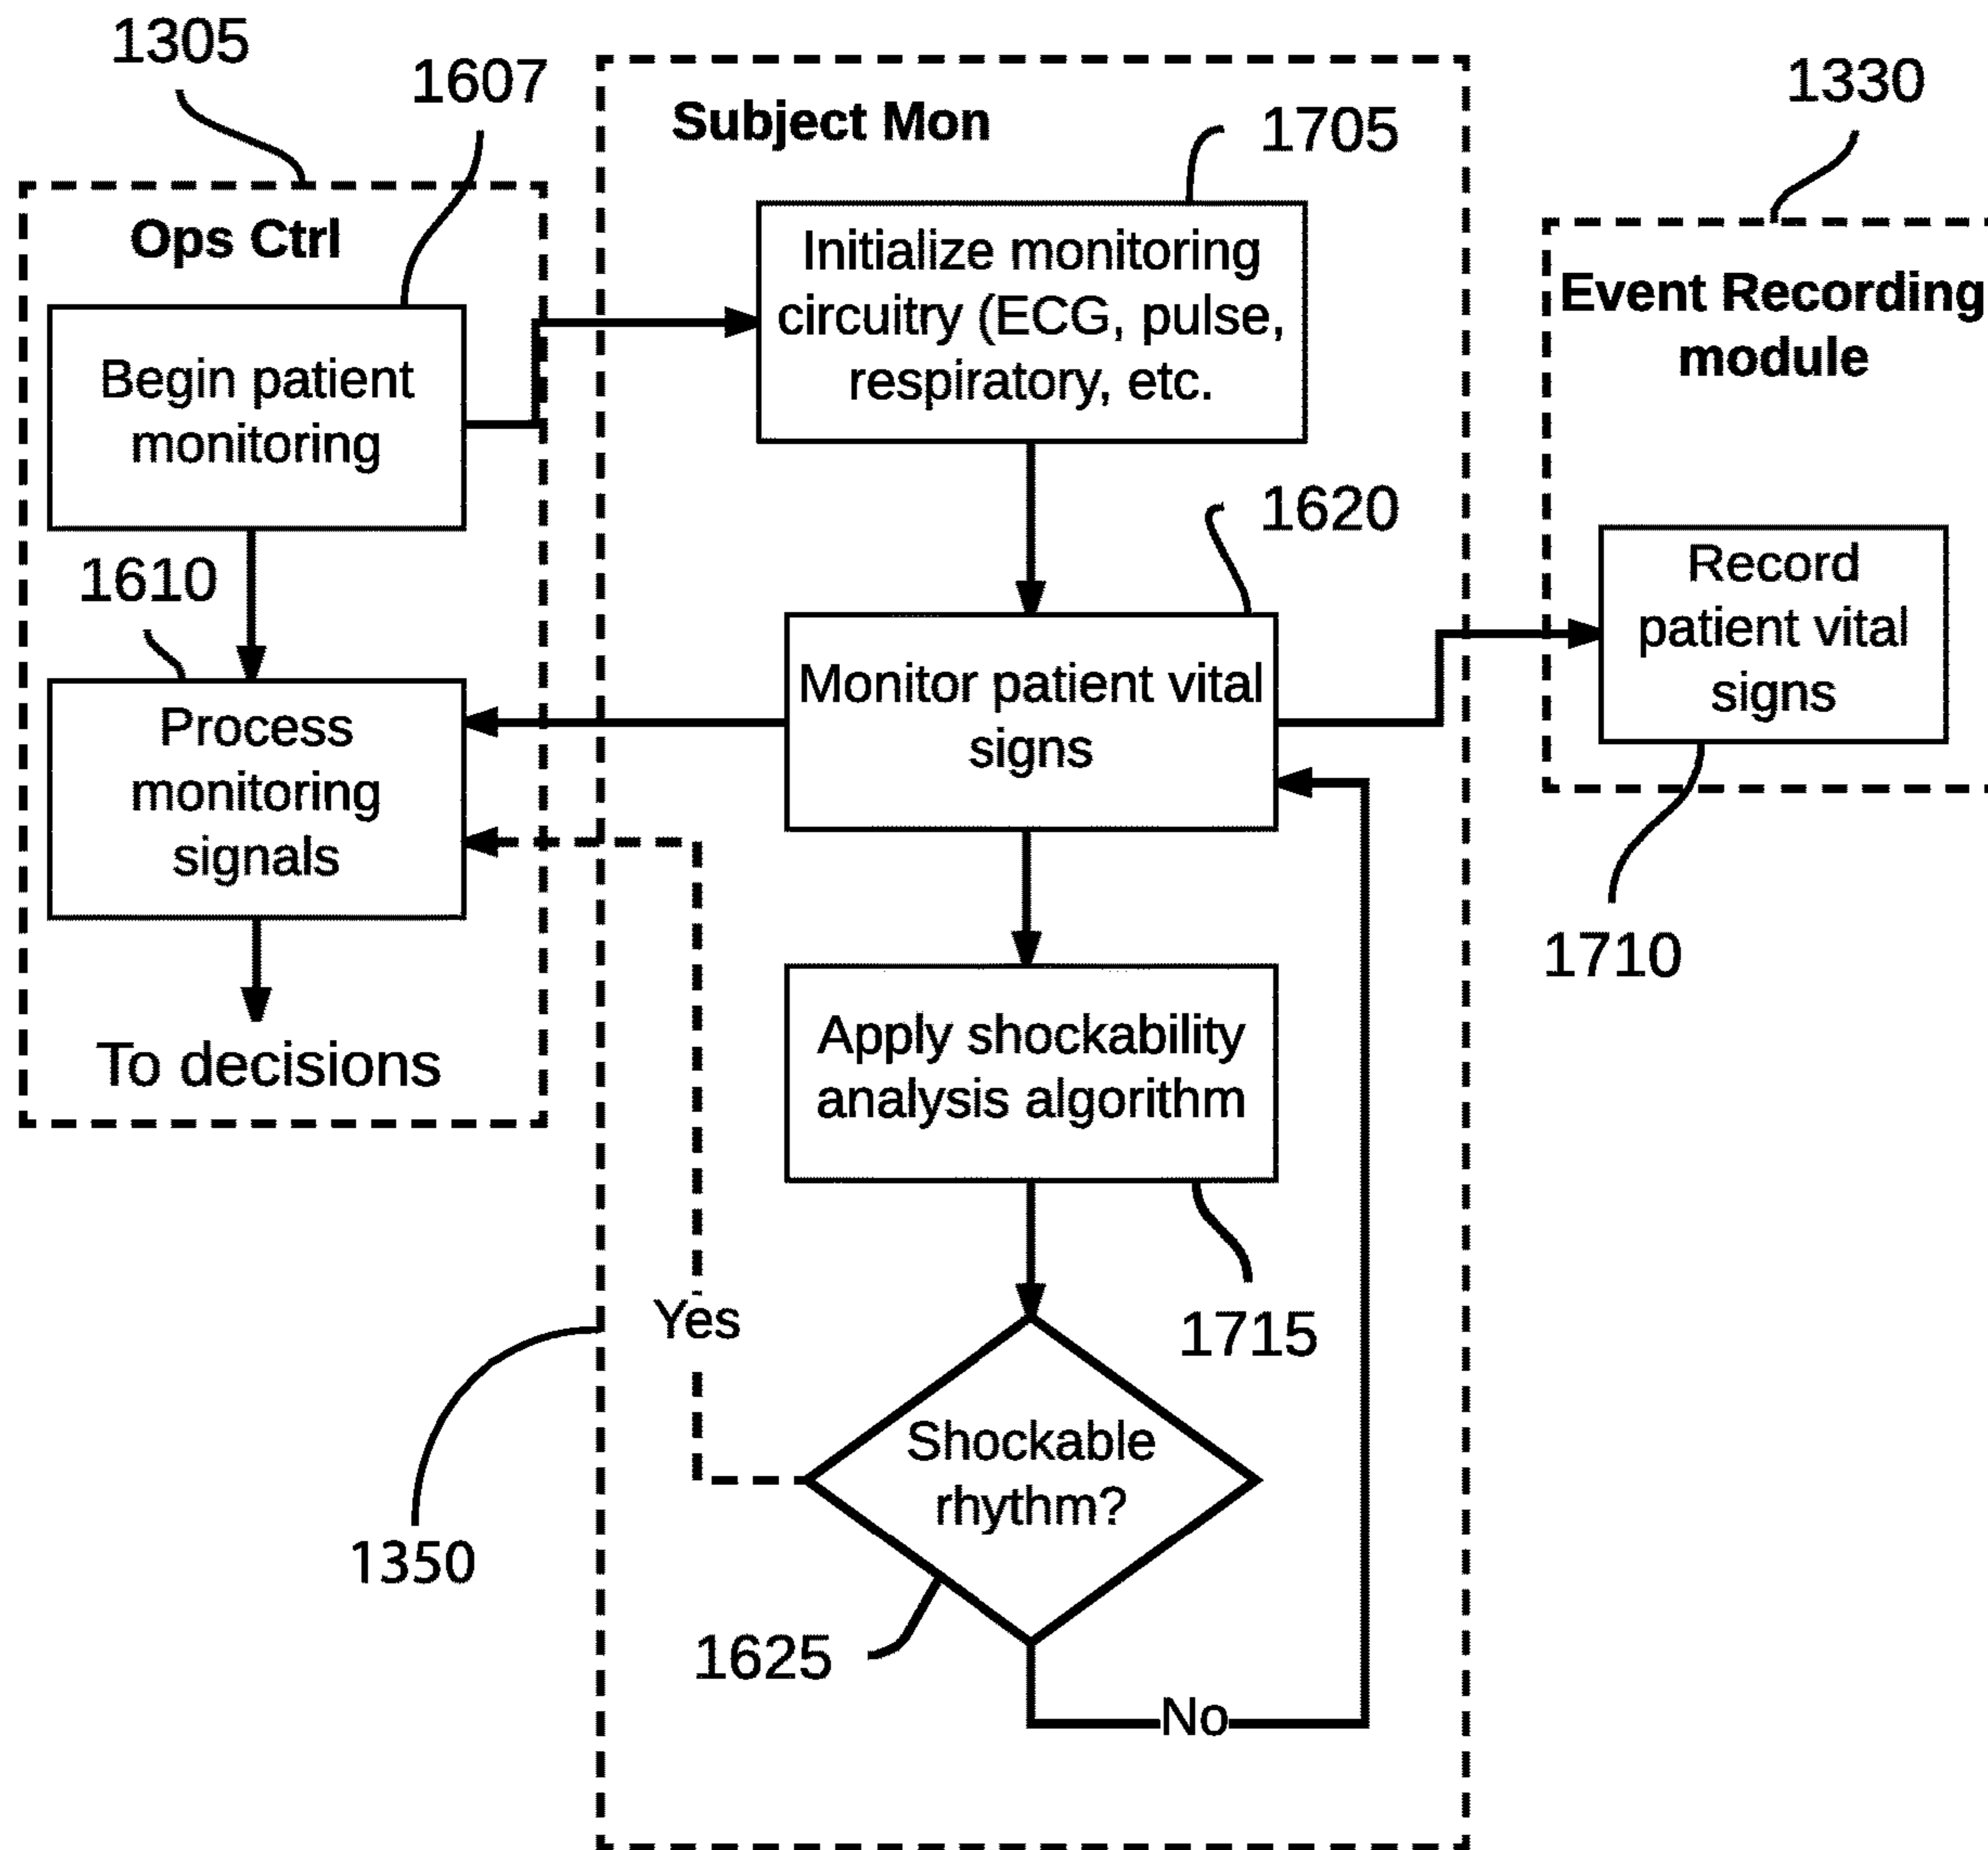 1305
1607
Ops Ctrl
Begin patient
monitoring
1610
Process
monitoring
signals
To decisions
Subject Mon
1705
Initialize monitoring
circuitry (ECG, pulse,
respiratory, etc.
1620
Monitor patient vital
signs
Apply shockability
analysis algorithm
1715
Yes
Shockable
rhythm?
1350
1625
No
1330
Event Recording
module
Record
patient vital
signs
1710